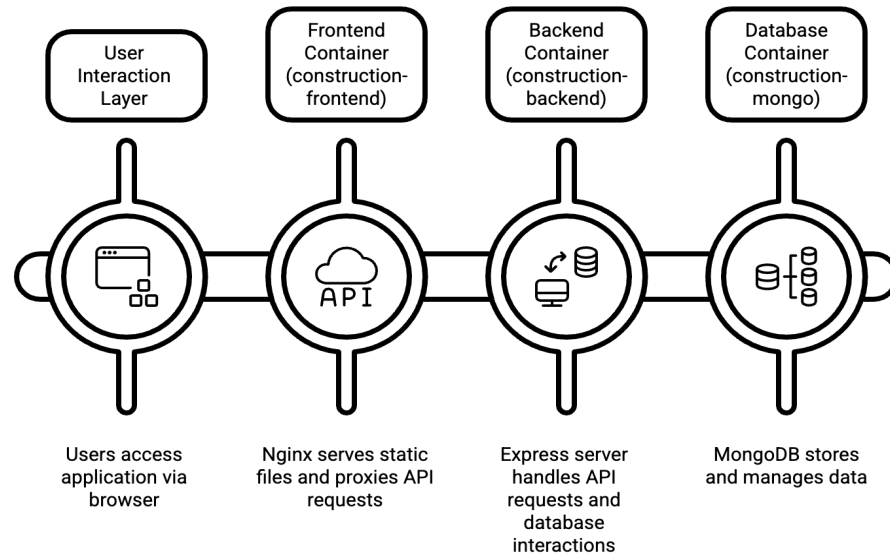 User
Interaction
Layer
Frontend
Container
(construction-
frontend)
Backend
Container
(construction-
backend)
Database
Container
(construction-
mongo)
API
Users access
application via
browser
Nginx serves static
files and proxies API
requests
Express server
handles API
requests and
database
interactions
MongoDB stores
and manages data